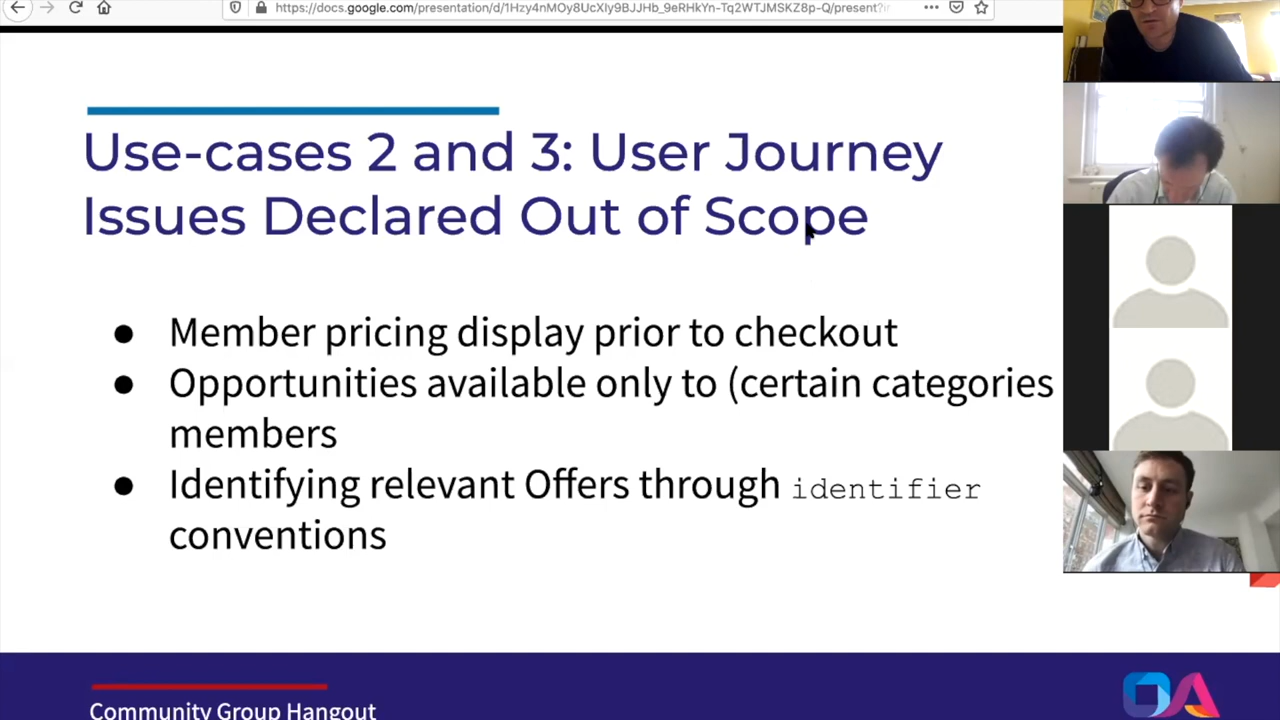 https://docs.google.com/presentation/d/1Hzy4nMOy8UcXIy9BJJHb_9eRHkYn-Tq2WTJMSKZ8p-Q/present?
Use-cases 2 and 3: User Journey
Issues Declared Out of Scope
● Member pricing display prior to checkout
● Opportunities available only to (certain categories
members
● Identifying relevant Offers through identifier
conventions
Community Group Hangout
OA